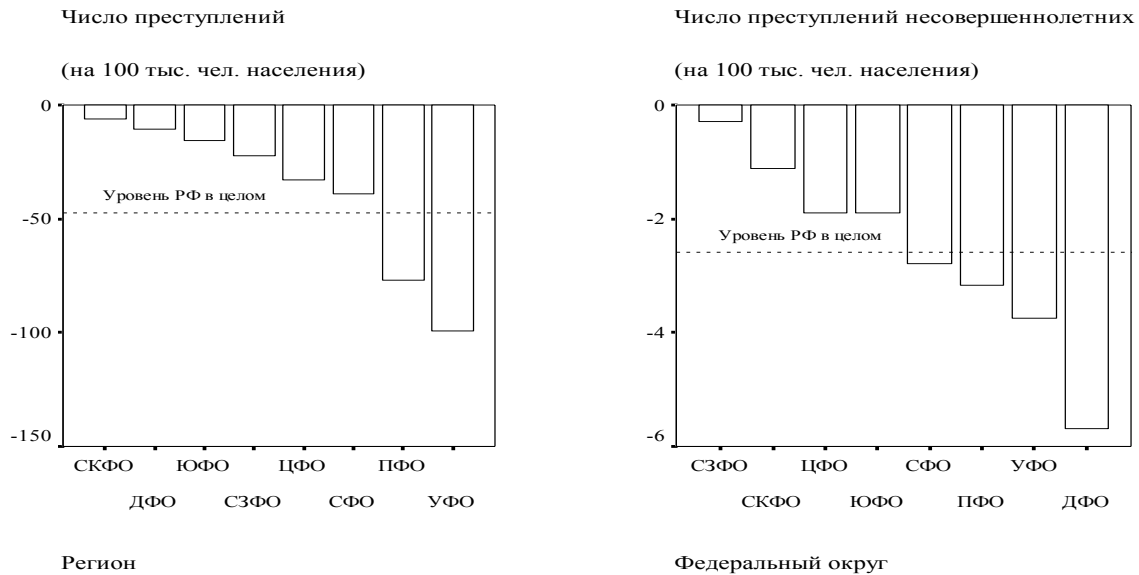 Число преступлений
(на 100 тыс. чел. населения)
0
-50
-100
-150
Уровень РФ в целом
СКФО
ДФО
ЮФО
СЗФО
ЦФО
СФО
ПФО
УФО
Регион
Число преступлений несовершеннолетних
(на 100 тыс. чел. населения)
0
-2
-4
-6
Уровень РФ в целом
СЗФО
СКФО
ЦФО
ЮФО
СФО
ПФО
УФО
ДФО
Федеральный округ